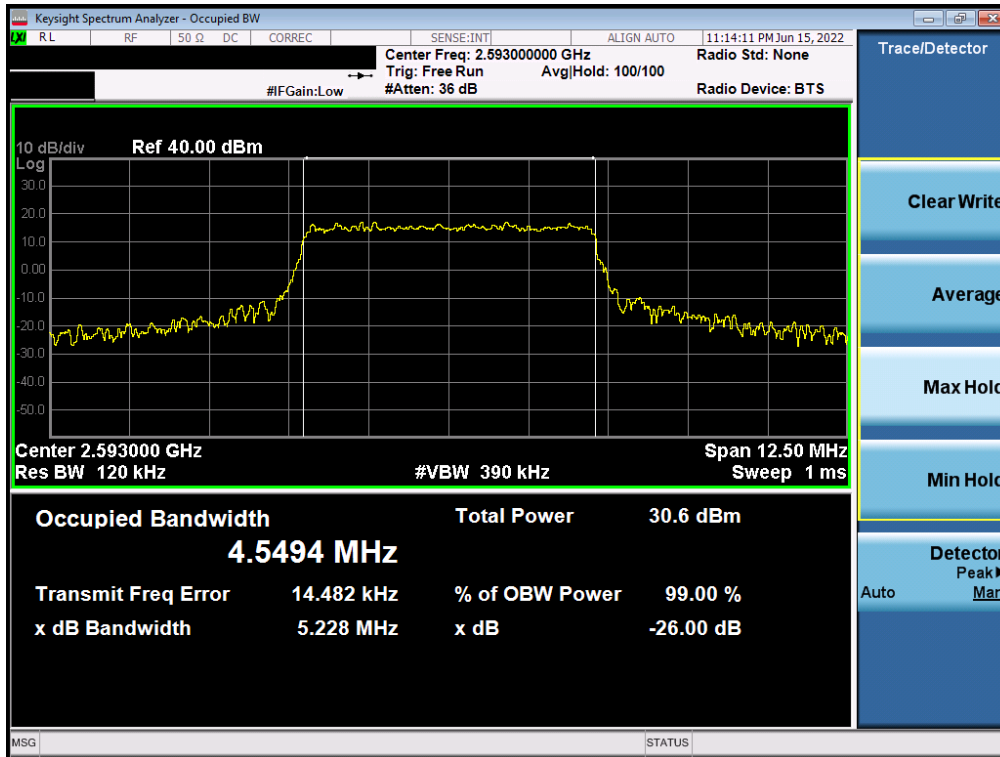 Keysight Spectrum Analyzer - Occupied BW
LXI RL RF 50 Ω DC CORREC SENSE:INT ALIGN AUTO 11:14:11 PM Jun 15, 2022
Center Freq: 2.593000000 GHz Radio Std: None
Trig: Free Run Avg|Hold: 100/100
#IFGain:Low #Atten: 36 dB Radio Device: BTS
Trace/Detector
10 dB/div Ref 40.00 dBm
Log
30.0
20.0
10.0
0.00
-10.0
-20.0
-30.0
-40.0
-50.0
Center 2.593000 GHz Span 12.50 MHz
Res BW 120 kHz #VBW 390 kHz Sweep 1 ms
Occupied Bandwidth Total Power 30.6 dBm
4.5494 MHz
Transmit Freq Error 14.482 kHz % of OBW Power 99.00 %
x dB Bandwidth 5.228 MHz x dB -26.00 dB
Clear Write
Average
Max Hold
Min Hold
Detector
Peak
Auto Man
MSG STATUS